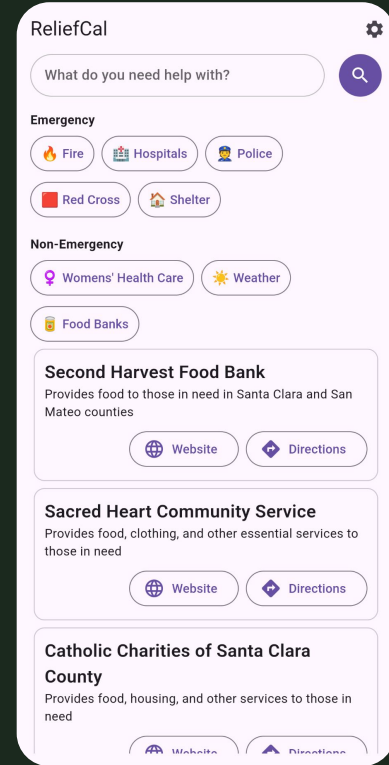 ReliefCal
What do you need help with?
Emergency
Fire
Hospitals
Police
Red Cross
Shelter
Non-Emergency
Womens' Health Care
Weather
Food Banks
Second Harvest Food Bank
Provides food to those in need in Santa Clara and San
Mateo counties
Website
Directions
Sacred Heart Community Service
Provides food, clothing, and other essential services to
those in need
Website
Directions
Catholic Charities of Santa Clara
County
Provides food, housing, and other services to those in
need
Website
Directions